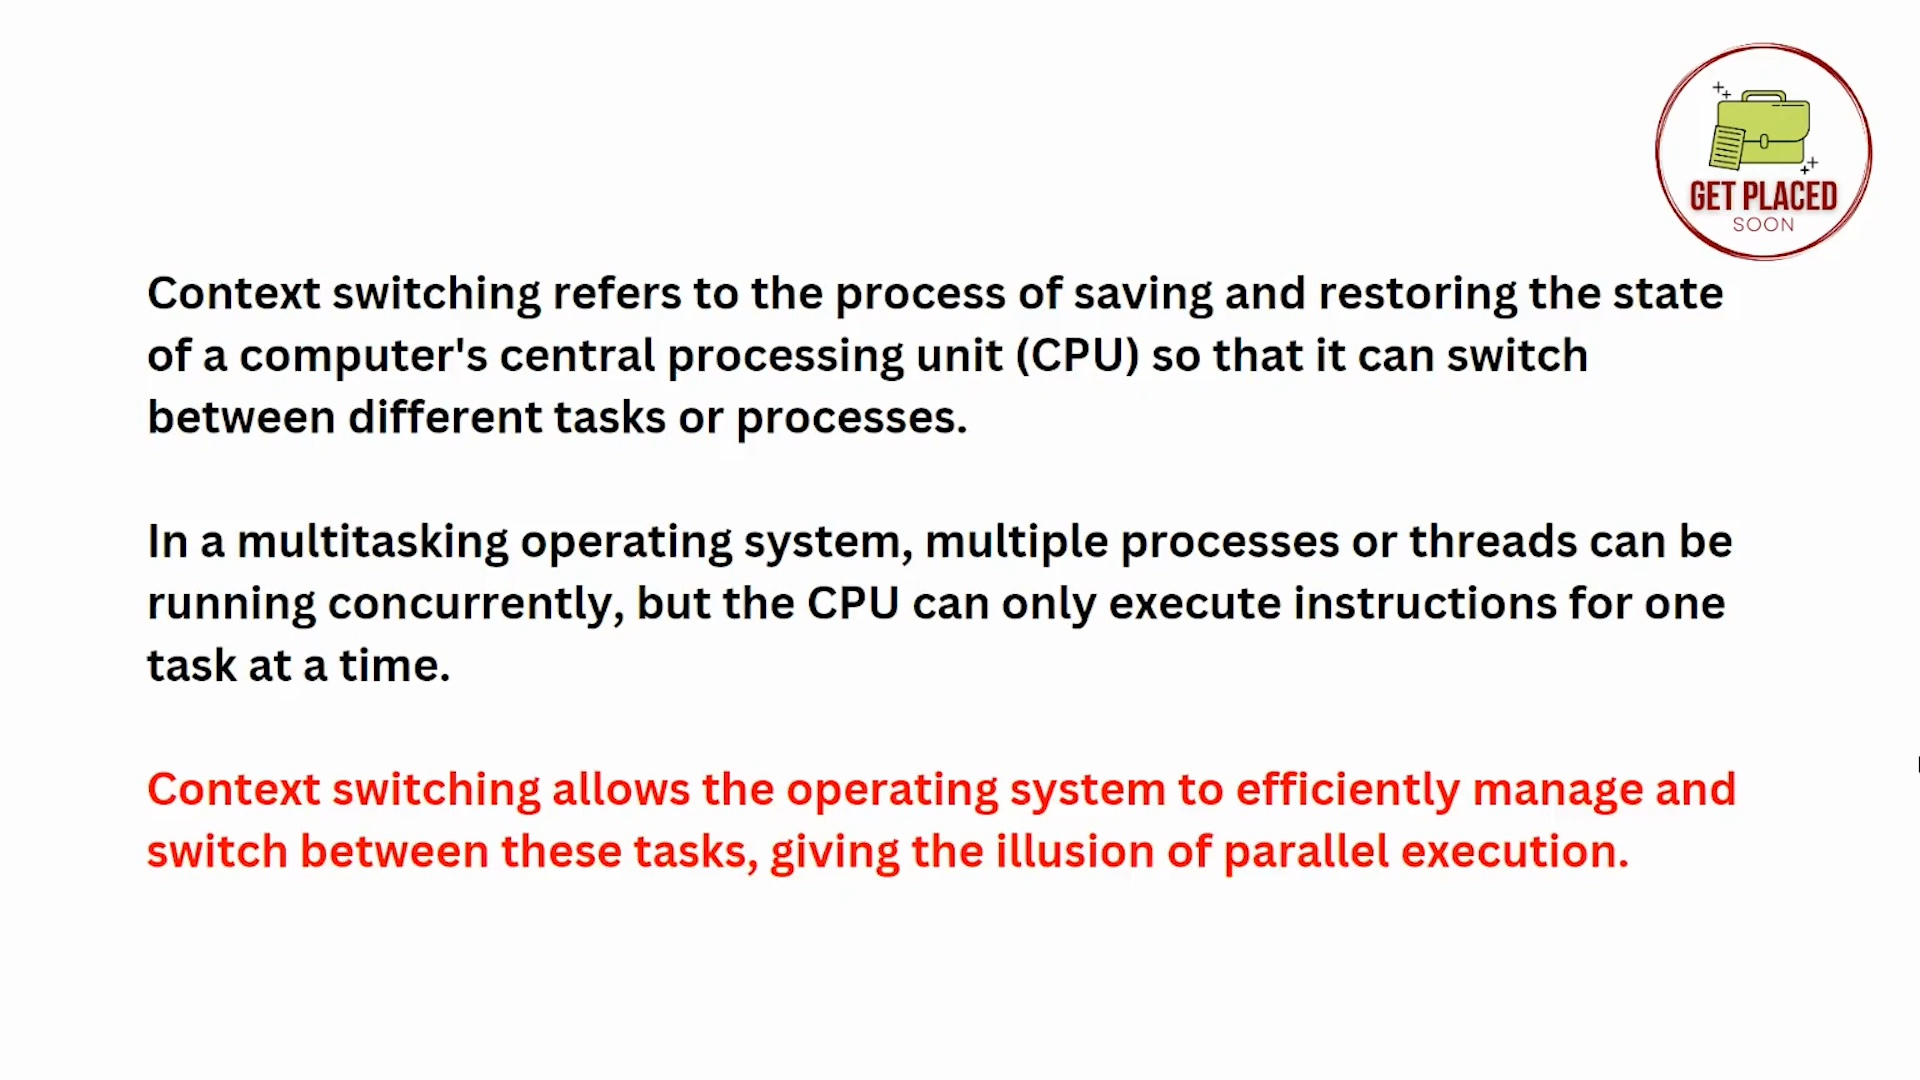 GET PLACED
SOON
Context switching refers to the process of saving and restoring the state
of a computer's central processing unit (CPU) so that it can switch
between different tasks or processes.
In a multitasking operating system, multiple processes or threads can be
running concurrently, but the CPU can only execute instructions for one
task at a time.
Context switching allows the operating system to efficiently manage and
switch between these tasks, giving the illusion of parallel execution.